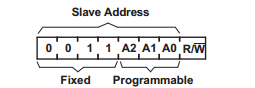 Slave Address
0 0 1 1 A2 A1 A0 R/W̅
Fixed Programmable